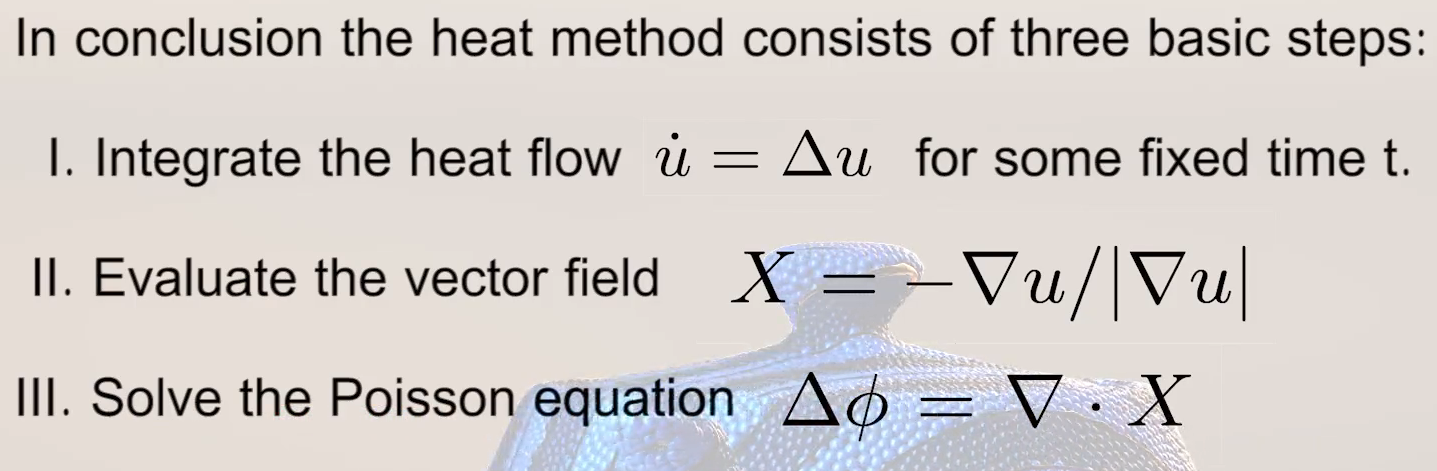 In conclusion the heat method consists of three basic steps:
I. Integrate the heat flow u̇ = Δu for some fixed time t.
II. Evaluate the vector field X = −∇u/|∇u|
III. Solve the Poisson equation Δϕ = ∇ · X